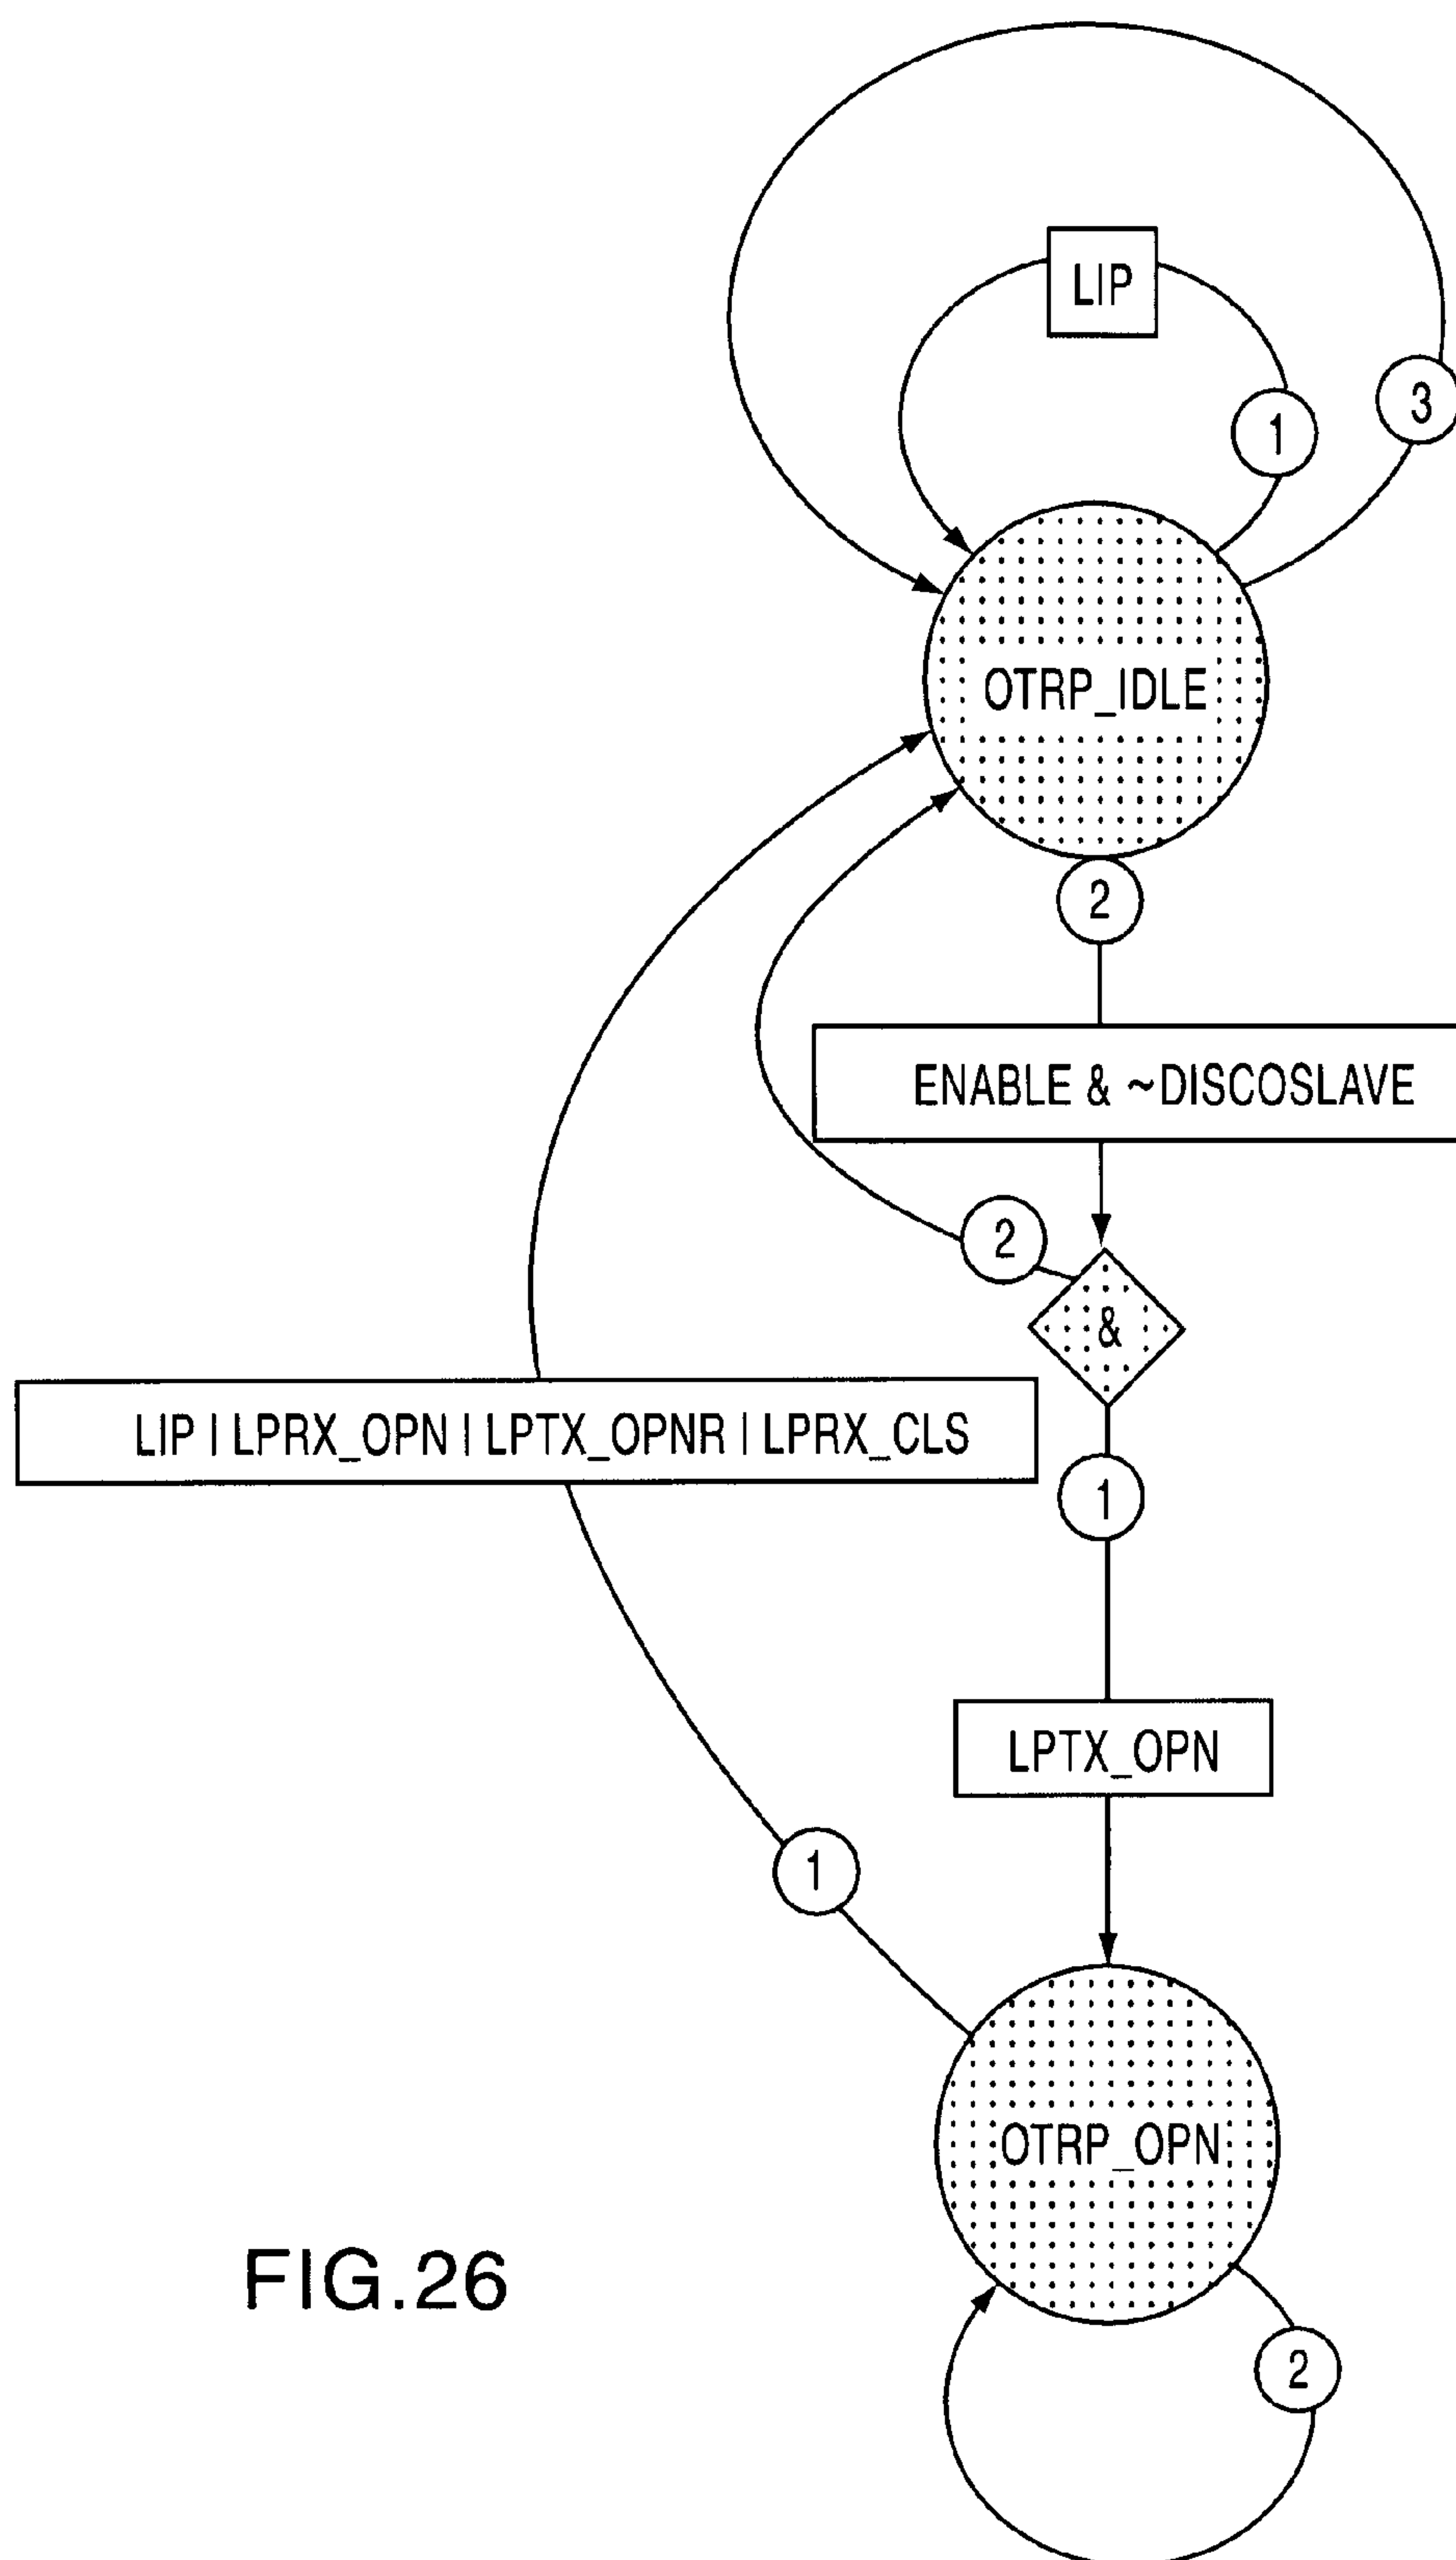 LIP
3
1
OTRP_IDLE
2
ENABLE & ~DISCOSLAVE
2
&
LIP | LPRX_OPN | LPTX_OPNR | LPRX_CLS
1
LPTX_OPN
1
OTRP_OPN
FIG.26
2